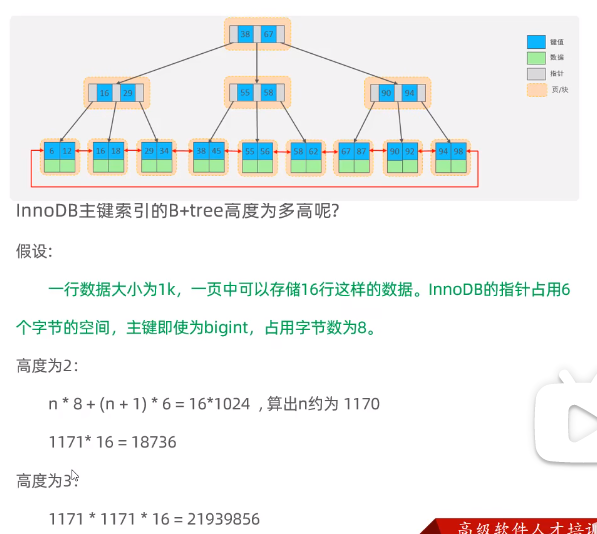 38 67
键值
数据
指针
页/块
16 29
55 58
90 94
6 12 16 18 29 34 38 45 55 56 58 62 67 87 90 92 94 98
InnoDB主键索引的B+tree高度为多高呢?
假设:
一行数据大小为1k，一页中可以存储16行这样的数据。InnoDB的指针占用6
个字节的空间，主键即使为bigint，占用字节数为8。
高度为2:
n * 8 + (n + 1) * 6 = 16*1024 , 算出n约为 1170
1171* 16 = 18736
高度为3:
1171 * 1171 * 16 = 21939856
高级软件人才培训